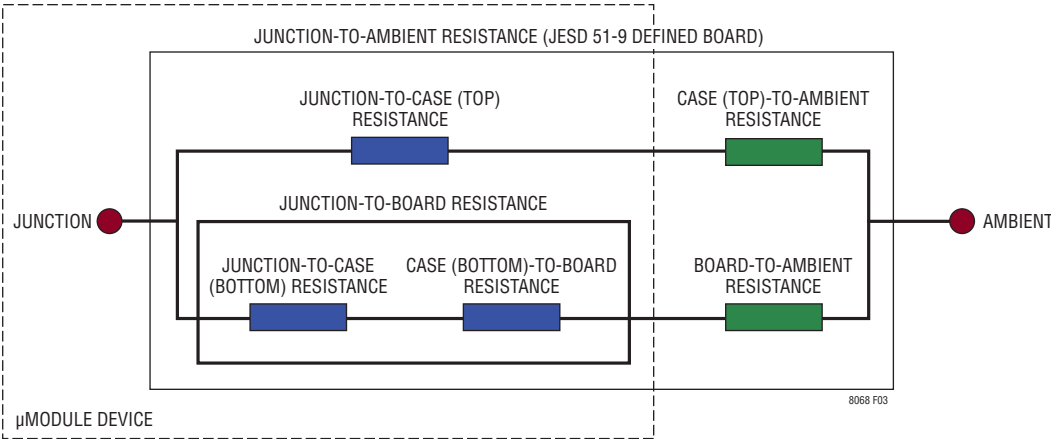 JUNCTION-TO-AMBIENT RESISTANCE (JESD 51-9 DEFINED BOARD)
JUNCTION-TO-CASE (TOP)
RESISTANCE
CASE (TOP)-TO-AMBIENT
RESISTANCE
JUNCTION-TO-BOARD RESISTANCE
JUNCTION
AMBIENT
JUNCTION-TO-CASE
(BOTTOM) RESISTANCE
CASE (BOTTOM)-TO-BOARD
RESISTANCE
BOARD-TO-AMBIENT
RESISTANCE
8068 F03
µMODULE DEVICE